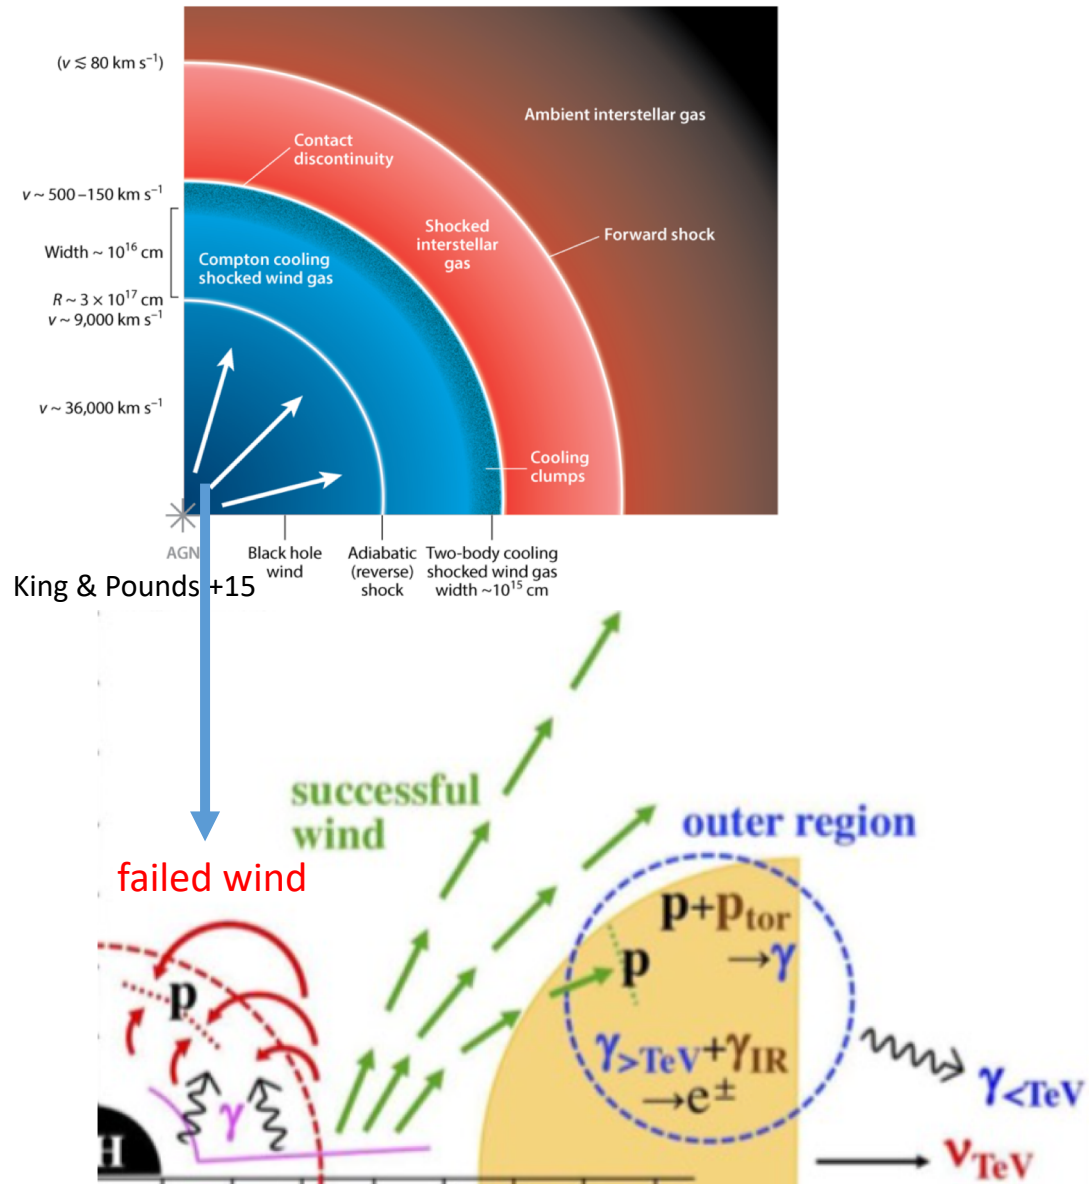 (v ≲ 80 km s⁻¹)
Ambient interstellar gas
Contact
discontinuity
v ~ 500–150 km s⁻¹
Shocked
interstellar
gas
Forward shock
Width ~ 10¹⁶ cm
Compton cooling
shocked wind gas
R ~ 3 × 10¹⁷ cm
v ~ 9,000 km s⁻¹
v ~ 36,000 km s⁻¹
Cooling
clumps
AGN
Black hole
wind
Adiabatic
(reverse)
shock
Two-body cooling
shocked wind gas
width ~10¹⁵ cm
King & Pounds +15
successful
wind
outer region
failed wind
p+p_tor
→γ
p
p
γ_>TeV+γ_IR
→e±
γ
γ_<TeV
H
ν_TeV